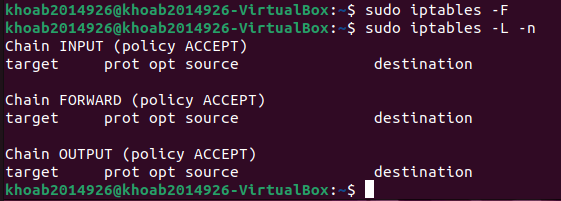 khoab2014926@khoab2014926-VirtualBox:~$ sudo iptables -F
khoab2014926@khoab2014926-VirtualBox:~$ sudo iptables -L -n
Chain INPUT (policy ACCEPT)
target     prot opt source               destination
Chain FORWARD (policy ACCEPT)
target     prot opt source               destination
Chain OUTPUT (policy ACCEPT)
target     prot opt source               destination
khoab2014926@khoab2014926-VirtualBox:~$